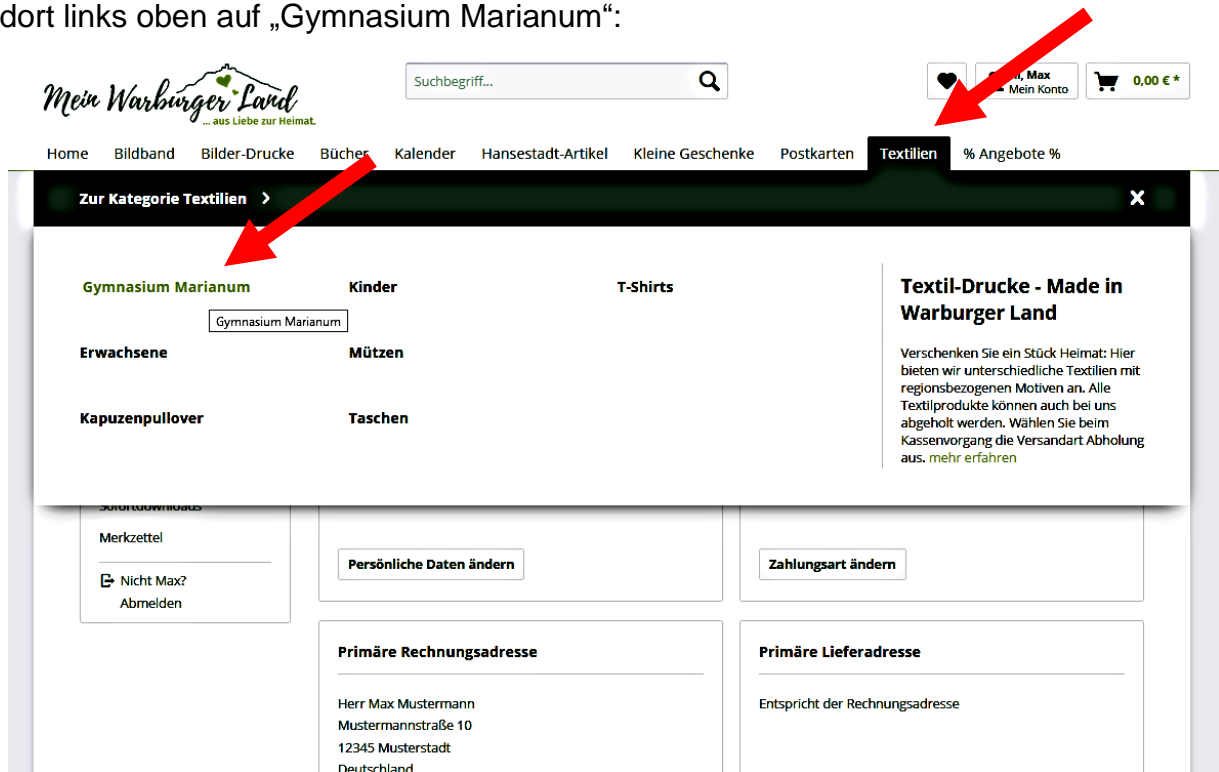 dort links oben auf „Gymnasium Marianum“:
Mein Warburger Land
... aus Liebe zur Heimat.
Suchbegriff...
Max
Mein Konto
0,00 € *
Home Bildband Bilder-Drucke Bücher Kalender Hansestadt-Artikel Kleine Geschenke Postkarten Textilien % Angebote %
Zur Kategorie Textilien
Gymnasium Marianum Kinder T-Shirts
Gymnasium Marianum
Erwachsene Mützen
Kapuzenpullover Taschen
Textil-Drucke - Made in
Warburger Land
Verschenken Sie ein Stück Heimat: Hier
bieten wir unterschiedliche Textilien mit
regionsbezogenen Motiven an. Alle
Textilprodukte können auch bei uns
abgeholt werden. Wählen Sie beim
Kassenvorgang die Versandart Abholung
aus. mehr erfahren
Sofortdownloads
Merkzettel
Nicht Max?
Abmelden
Persönliche Daten ändern
Zahlungsart ändern
Primäre Rechnungsadresse
Herr Max Mustermann
Mustermannstraße 10
12345 Musterstadt
Deutschland
Primäre Lieferadresse
Entspricht der Rechnungsadresse